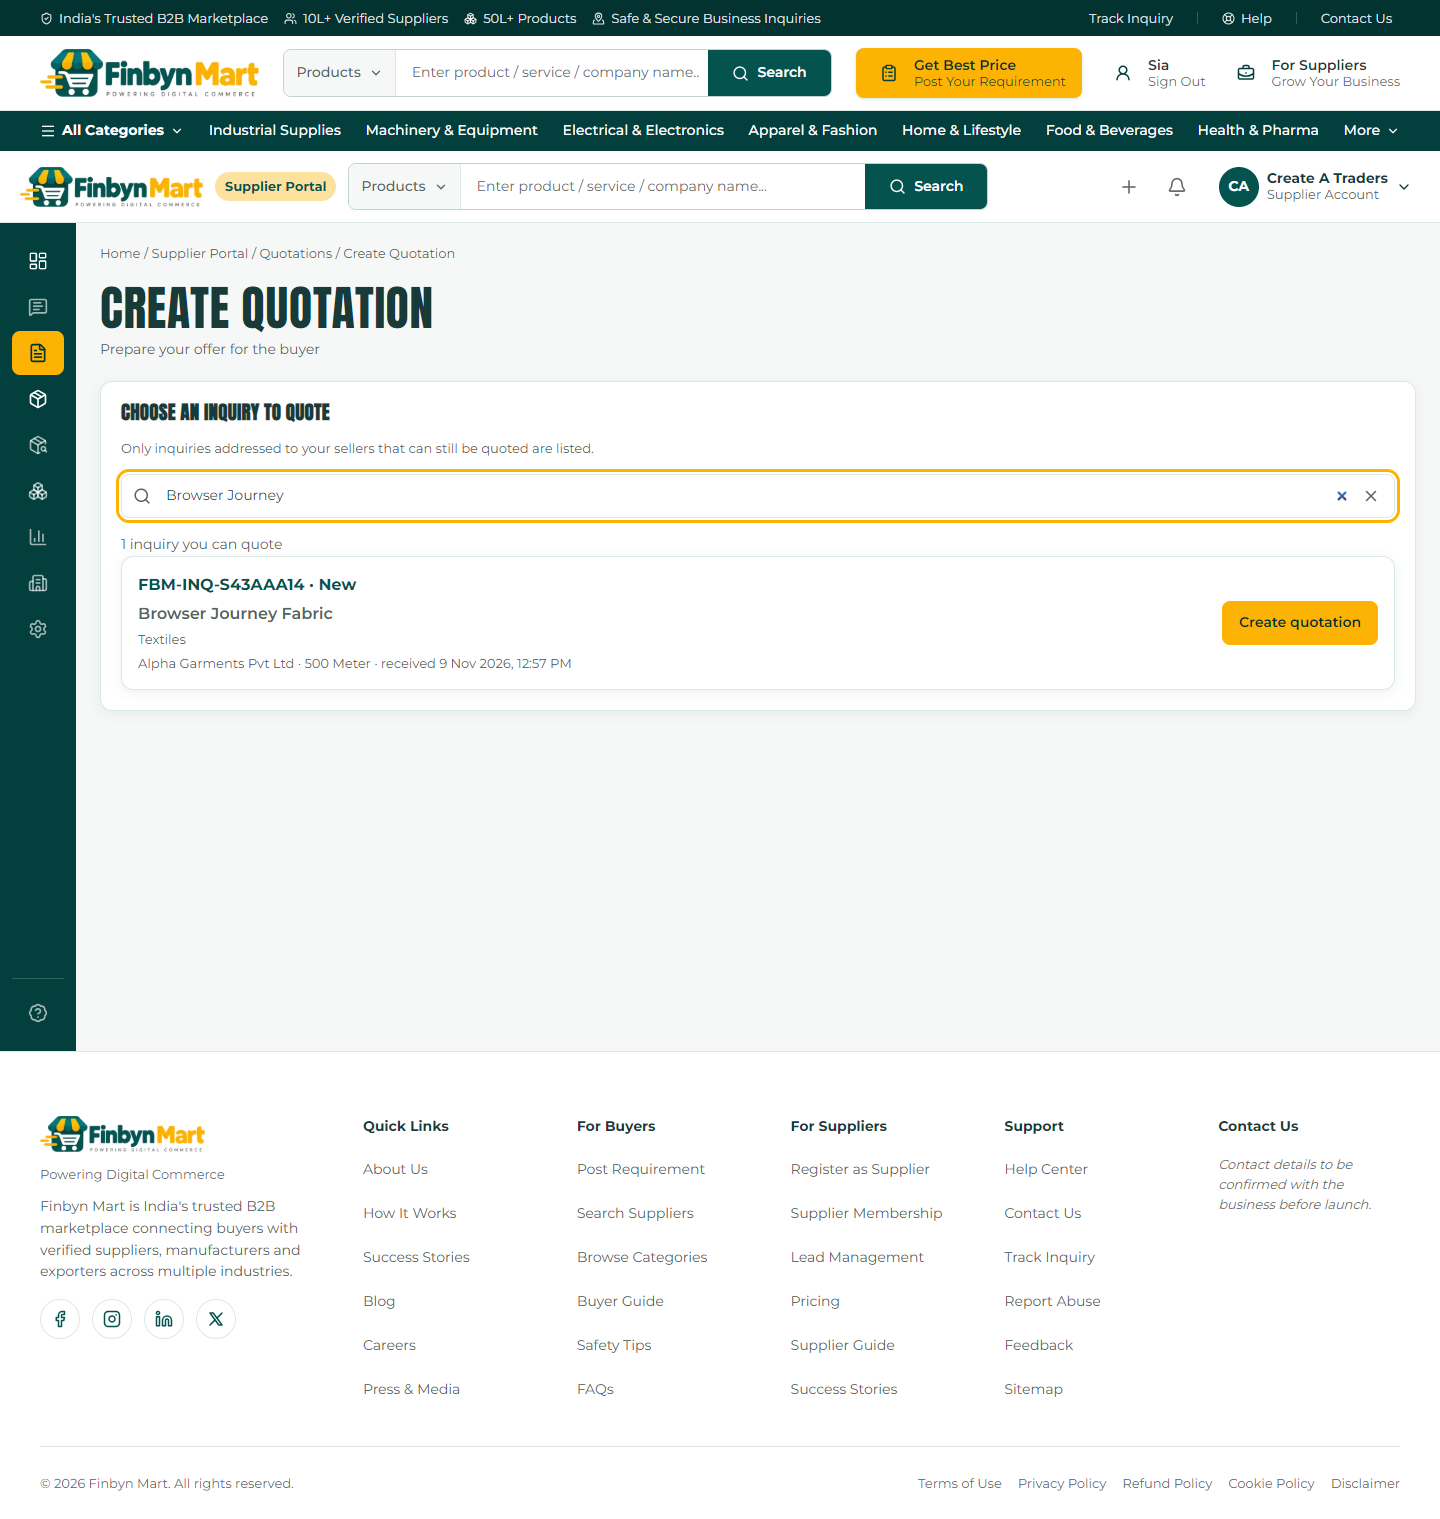 India's Trusted B2B Marketplace
10L+ Verified Suppliers
50L+ Products
Safe & Secure Business Inquiries
Track Inquiry
Help
Contact Us
FinbynMart
POWERING DIGITAL COMMERCE
Products
Enter product / service / company name..
Search
Get Best Price
Post Your Requirement
Sia
Sign Out
For Suppliers
Grow Your Business
All Categories
Industrial Supplies
Machinery & Equipment
Electrical & Electronics
Apparel & Fashion
Home & Lifestyle
Food & Beverages
Health & Pharma
More
FinbynMart
POWERING DIGITAL COMMERCE
Supplier Portal
Products
Enter product / service / company name...
Search
CA
Create A Traders
Supplier Account
Home / Supplier Portal / Quotations / Create Quotation
CREATE QUOTATION
Prepare your offer for the buyer
CHOOSE AN INQUIRY TO QUOTE
Only inquiries addressed to your sellers that can still be quoted are listed.
Browser Journey
1 inquiry you can quote
FBM-INQ-S43AAA14 · New
Browser Journey Fabric
Textiles
Alpha Garments Pvt Ltd · 500 Meter · received 9 Nov 2026, 12:57 PM
Create quotation
FinbynMart
POWERING DIGITAL COMMERCE
Powering Digital Commerce
Finbyn Mart is India's trusted B2B
marketplace connecting buyers with
verified suppliers, manufacturers and
exporters across multiple industries.
Quick Links
About Us
How It Works
Success Stories
Blog
Careers
Press & Media
For Buyers
Post Requirement
Search Suppliers
Browse Categories
Buyer Guide
Safety Tips
FAQs
For Suppliers
Register as Supplier
Supplier Membership
Lead Management
Pricing
Supplier Guide
Success Stories
Support
Help Center
Contact Us
Track Inquiry
Report Abuse
Feedback
Sitemap
Contact Us
Contact details to be
confirmed with the
business before launch.
© 2026 Finbyn Mart. All rights reserved.
Terms of Use
Privacy Policy
Refund Policy
Cookie Policy
Disclaimer